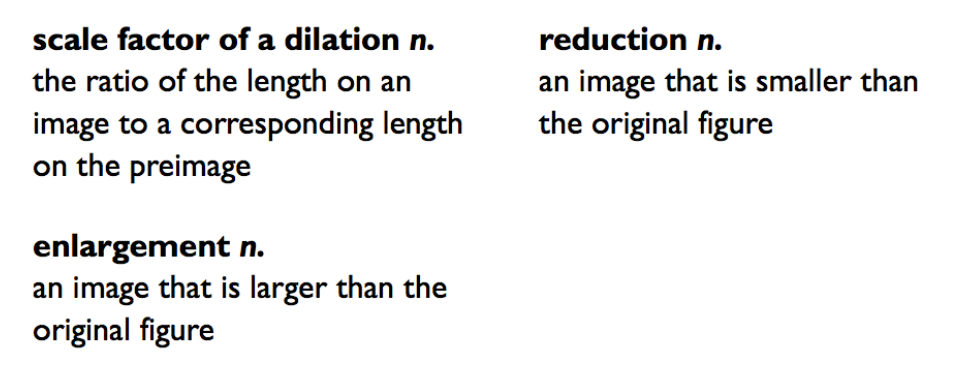 scale factor of a dilation n.
the ratio of the length on an
image to a corresponding length
on the preimage
enlargement n.
an image that is larger than the
original figure
reduction n.
an image that is smaller than
the original figure